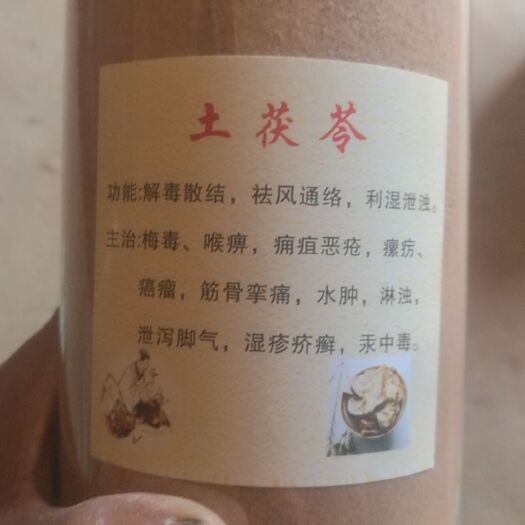 土茯苓
功能:解毒散结，祛风通络，利湿泄浊。
主治:梅毒、喉痹，痈疽恶疮，瘰疬、
癌瘤，筋骨挛痛，水肿，淋浊，
泄泻脚气，湿疹疥癣，汞中毒。